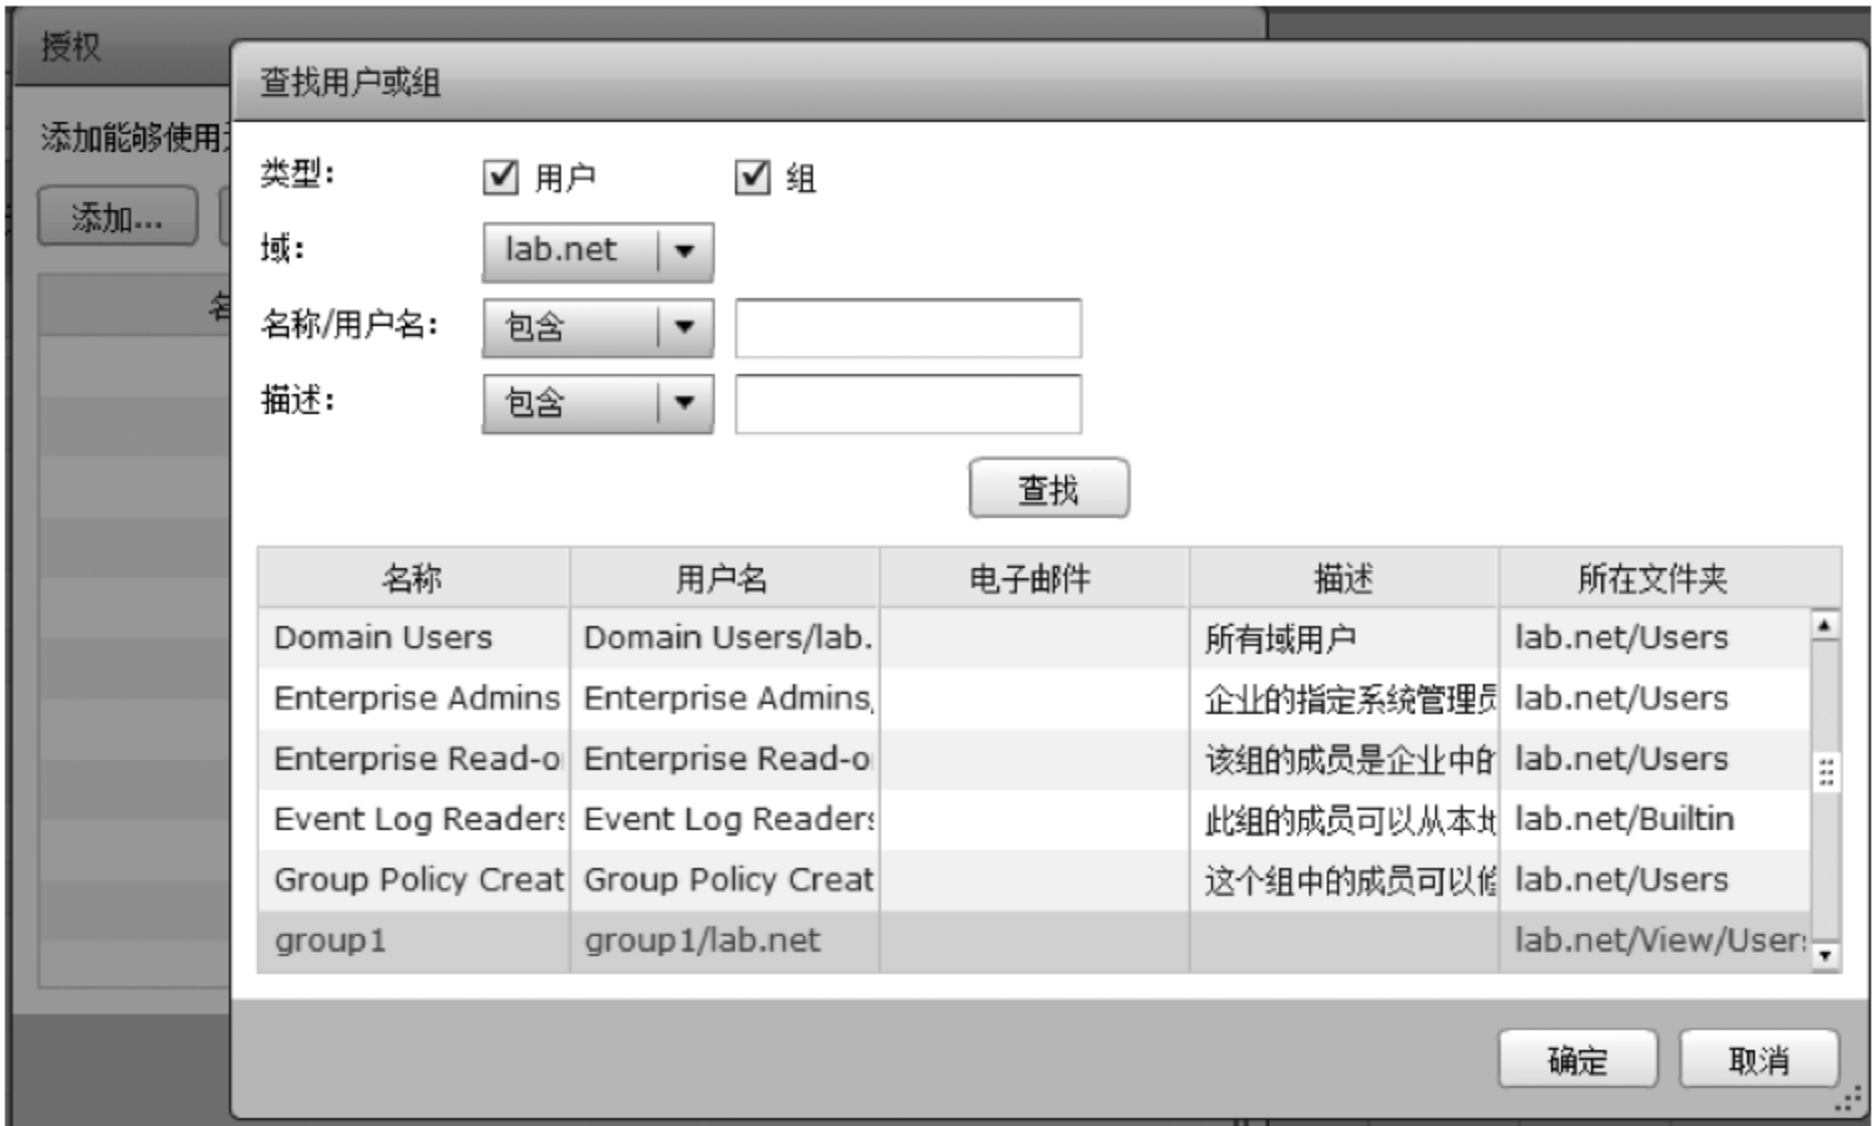 授权
查找用户或组
添加能够使用
添加...
类型： 用户 组
域： lab.net
名称/用户名： 包含
描述： 包含
查找
名称 用户名 电子邮件 描述 所在文件夹
Domain Users Domain Users/lab. 所有域用户 lab.net/Users
Enterprise Admins Enterprise Admins 企业的指定系统管理员 lab.net/Users
Enterprise Read-o Enterprise Read-o 该组的成员是企业中的 lab.net/Users
Event Log Readers Event Log Readers 此组的成员可以从本地 lab.net/Builtin
Group Policy Creat Group Policy Creat 这个组中的成员可以修 lab.net/Users
group1 group1/lab.net lab.net/View/Users
确定 取消